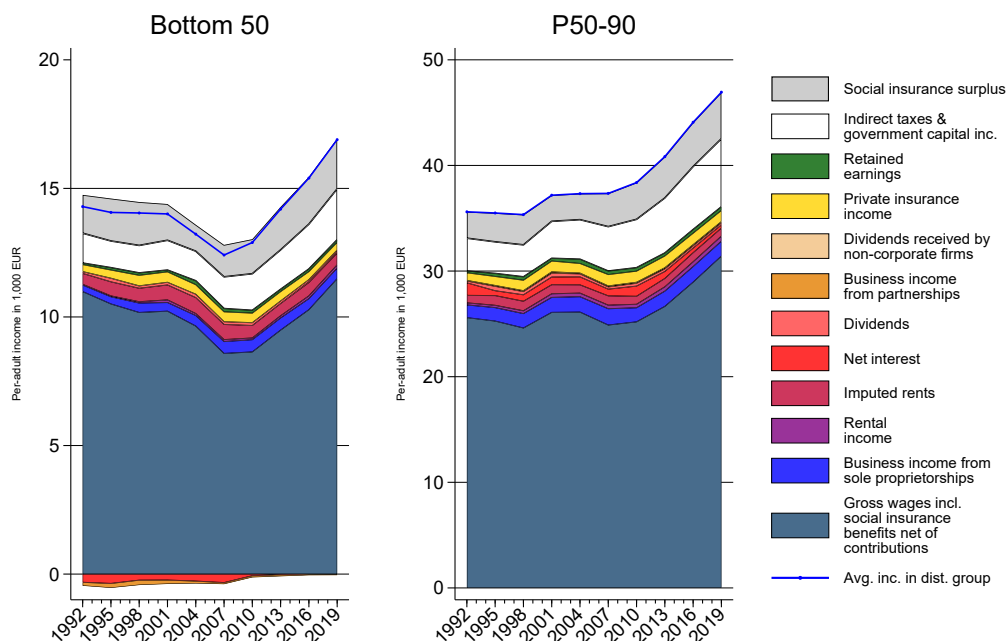 Bottom 50
P50-90
Per-adult income in 1,000 EUR
20
15
10
5
0
1992
1995
1998
2001
2004
2007
2010
2013
2016
2019
Per-adult income in 1,000 EUR
50
40
30
20
10
0
1992
1995
1998
2001
2004
2007
2010
2013
2016
2019
Social insurance surplus
Indirect taxes &
government capital inc.
Retained
earnings
Private insurance
income
Dividends received by
non-corporate firms
Business income
from partnerships
Dividends
Net interest
Imputed rents
Rental
income
Business income from
sole proprietorships
Gross wages incl.
social insurance
benefits net of
contributions
Avg. inc. in dist. group